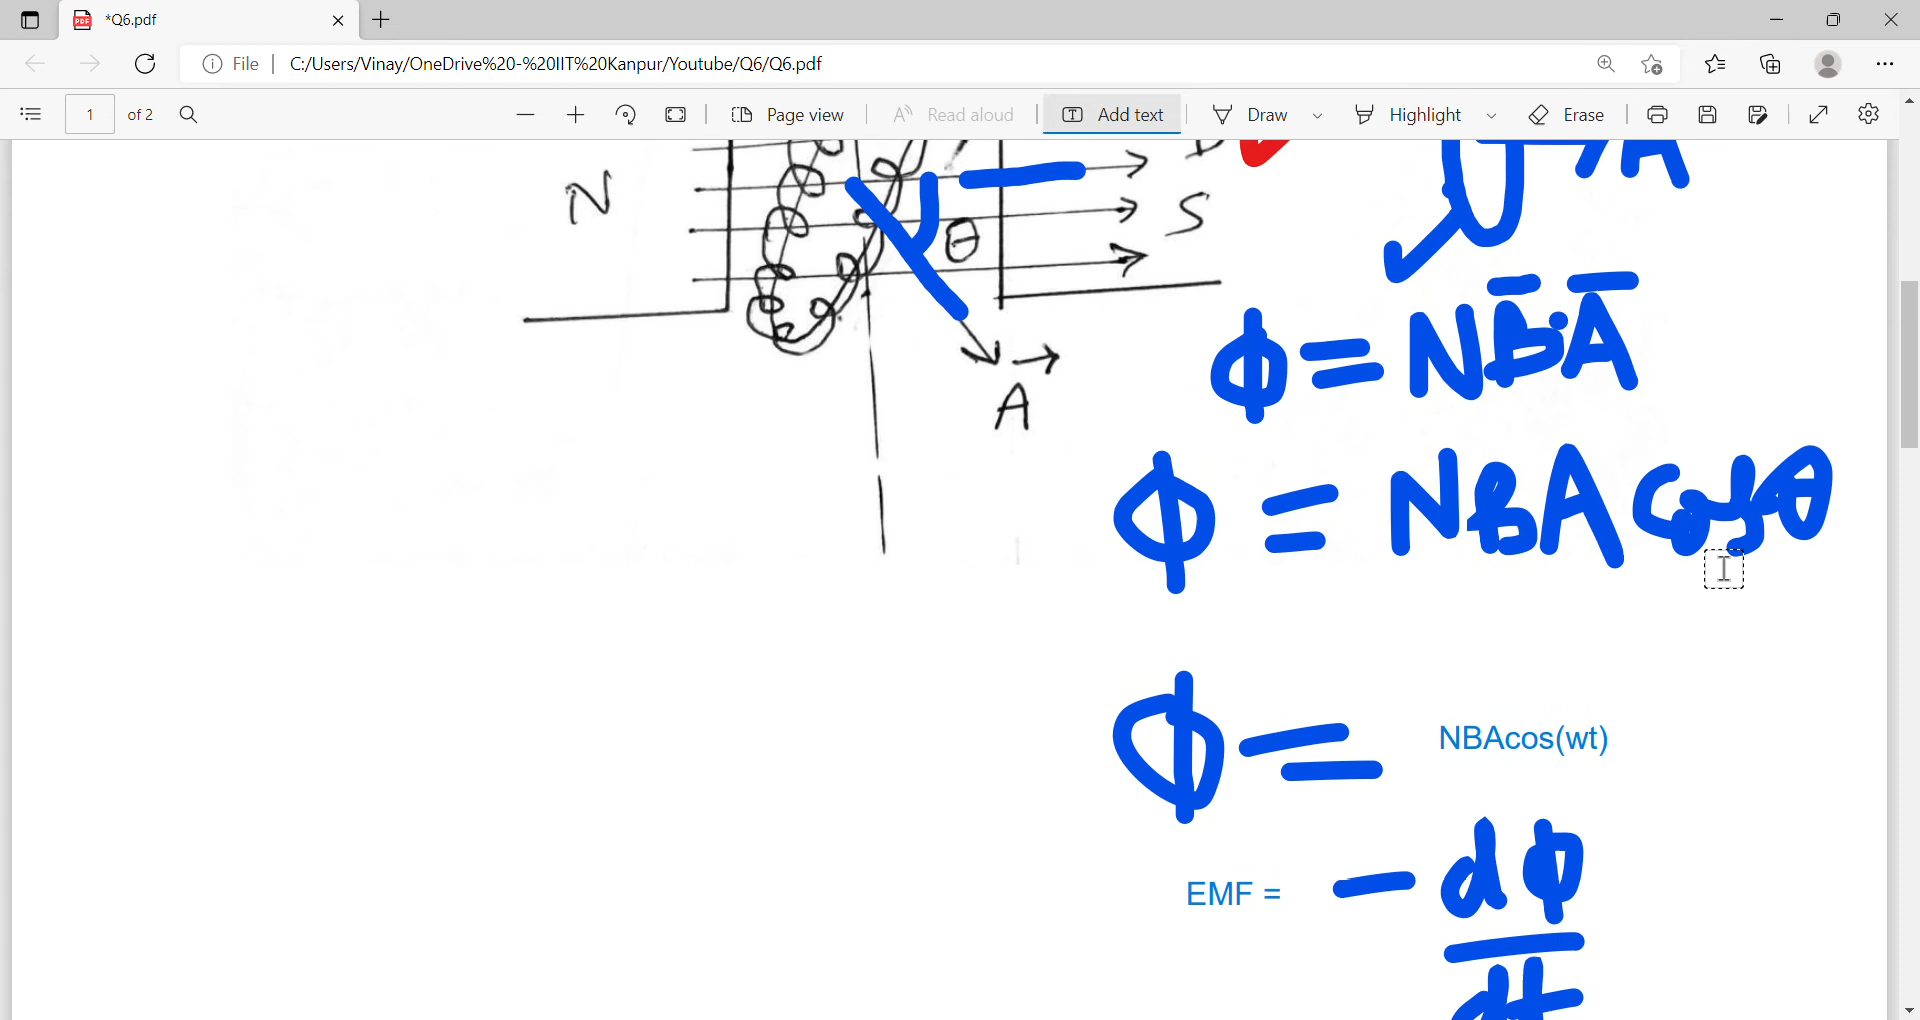 *Q6.pdf
File C:/Users/Vinay/OneDrive%20-%20IIT%20Kanpur/Youtube/Q6/Q6.pdf
1 of 2 Page view Read aloud Add text Draw Highlight Erase
A
N
S
θ
A
ϕ = NB̅·A̅
ϕ = NBA Cosθ
ϕ = NBAcos(wt)
EMF = - dϕ
dt